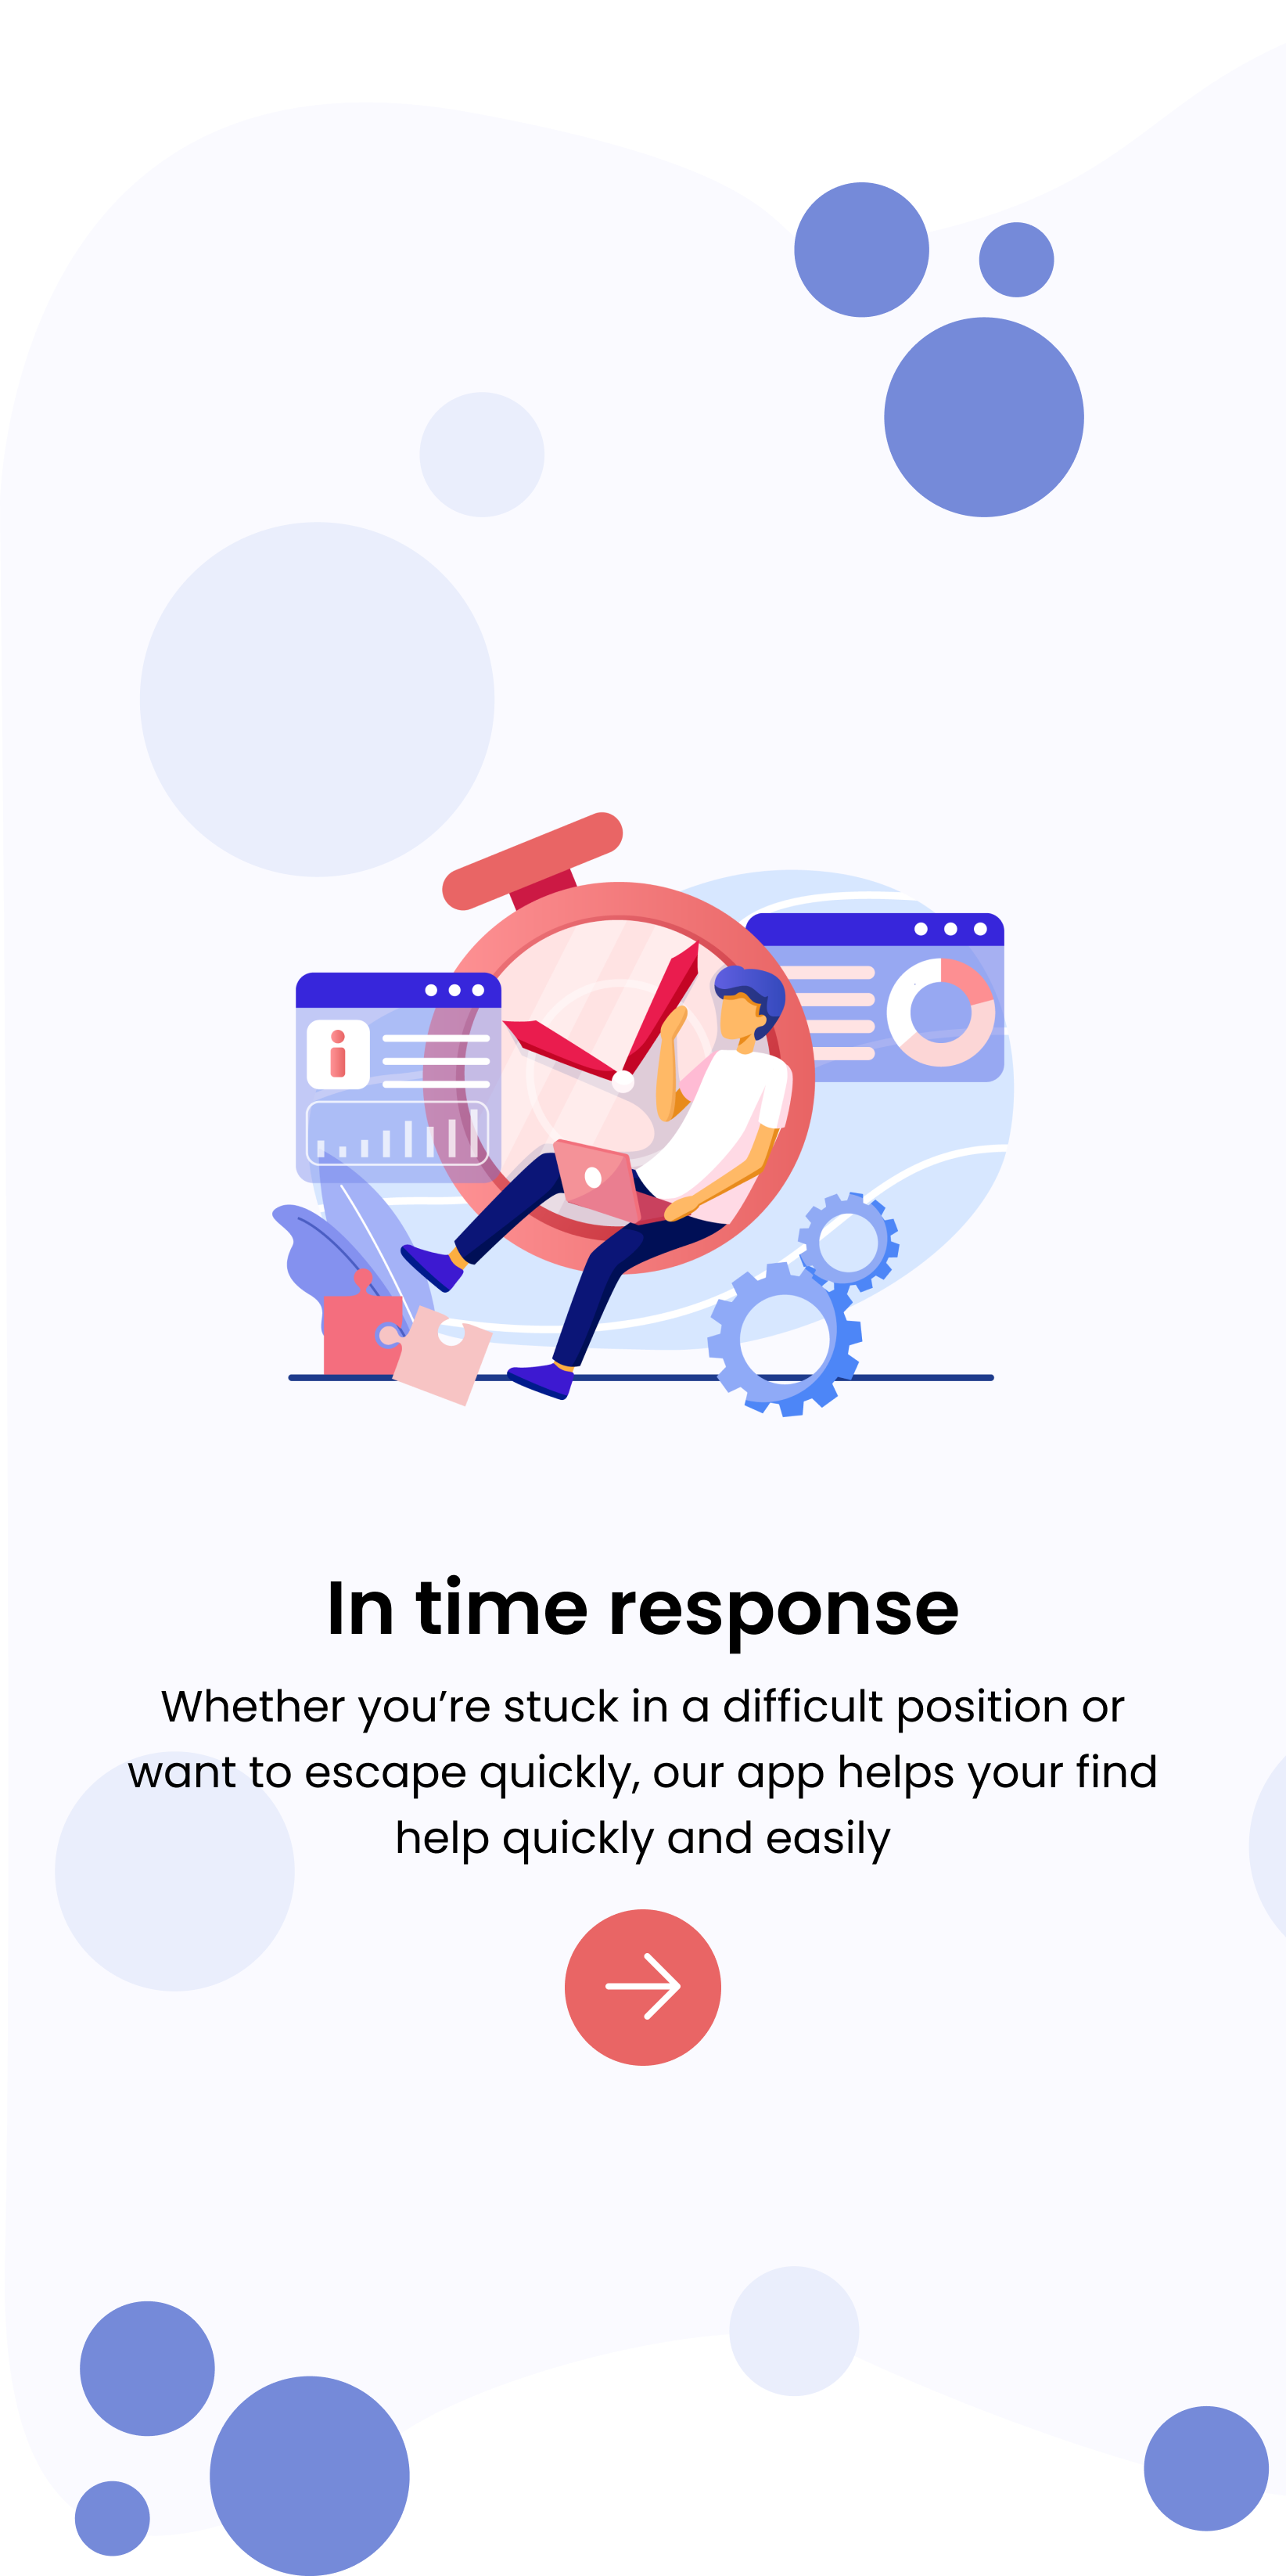 In time response
Whether you’re stuck in a difficult position or
want to escape quickly, our app helps your find
help quickly and easily